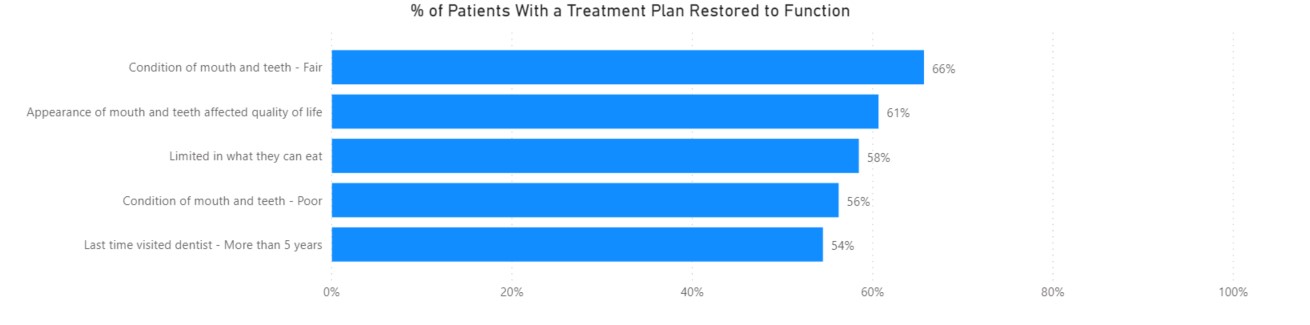 % of Patients With a Treatment Plan Restored to Function
Condition of mouth and teeth - Fair 66%
Appearance of mouth and teeth affected quality of life 61%
Limited in what they can eat 58%
Condition of mouth and teeth - Poor 56%
Last time visited dentist - More than 5 years 54%
0% 20% 40% 60% 80% 100%